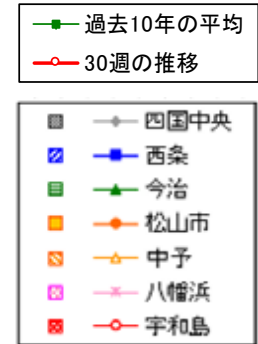 過去10年の平均
30週の推移
四国中央
西条
今治
松山市
中予
八幡浜
宇和島